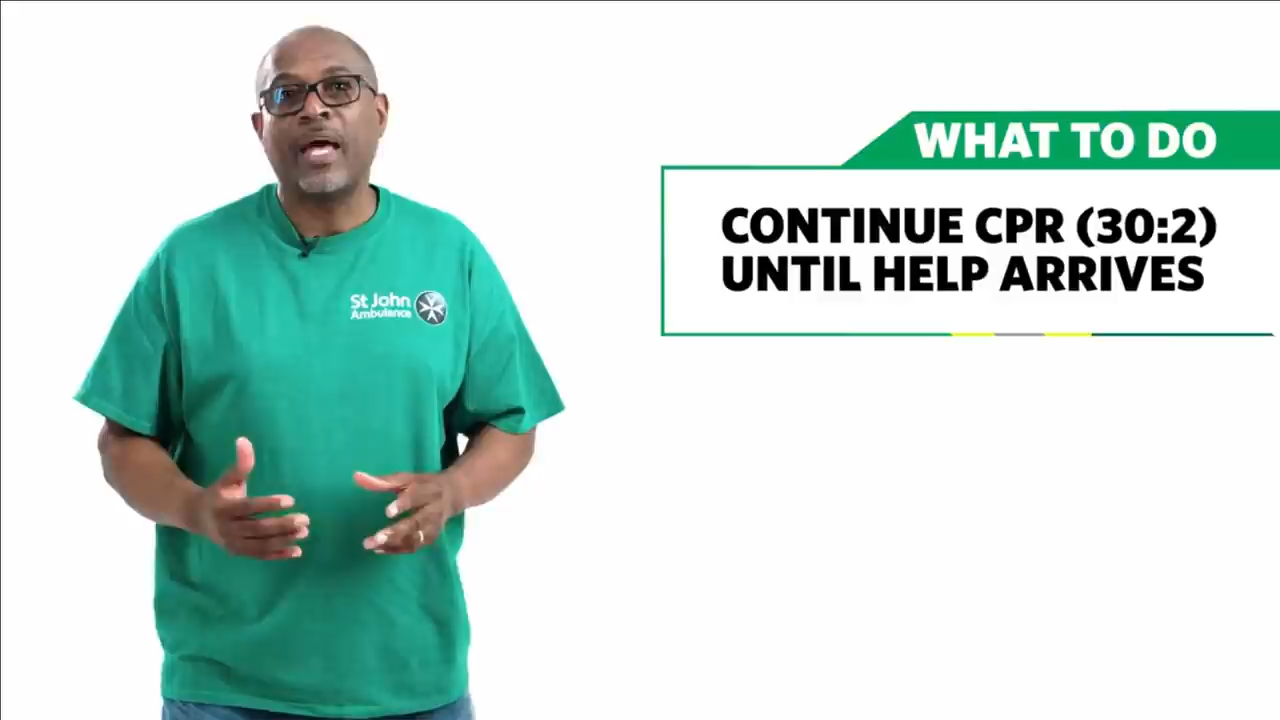 St John
Ambulance
WHAT TO DO
CONTINUE CPR (30:2)
UNTIL HELP ARRIVES